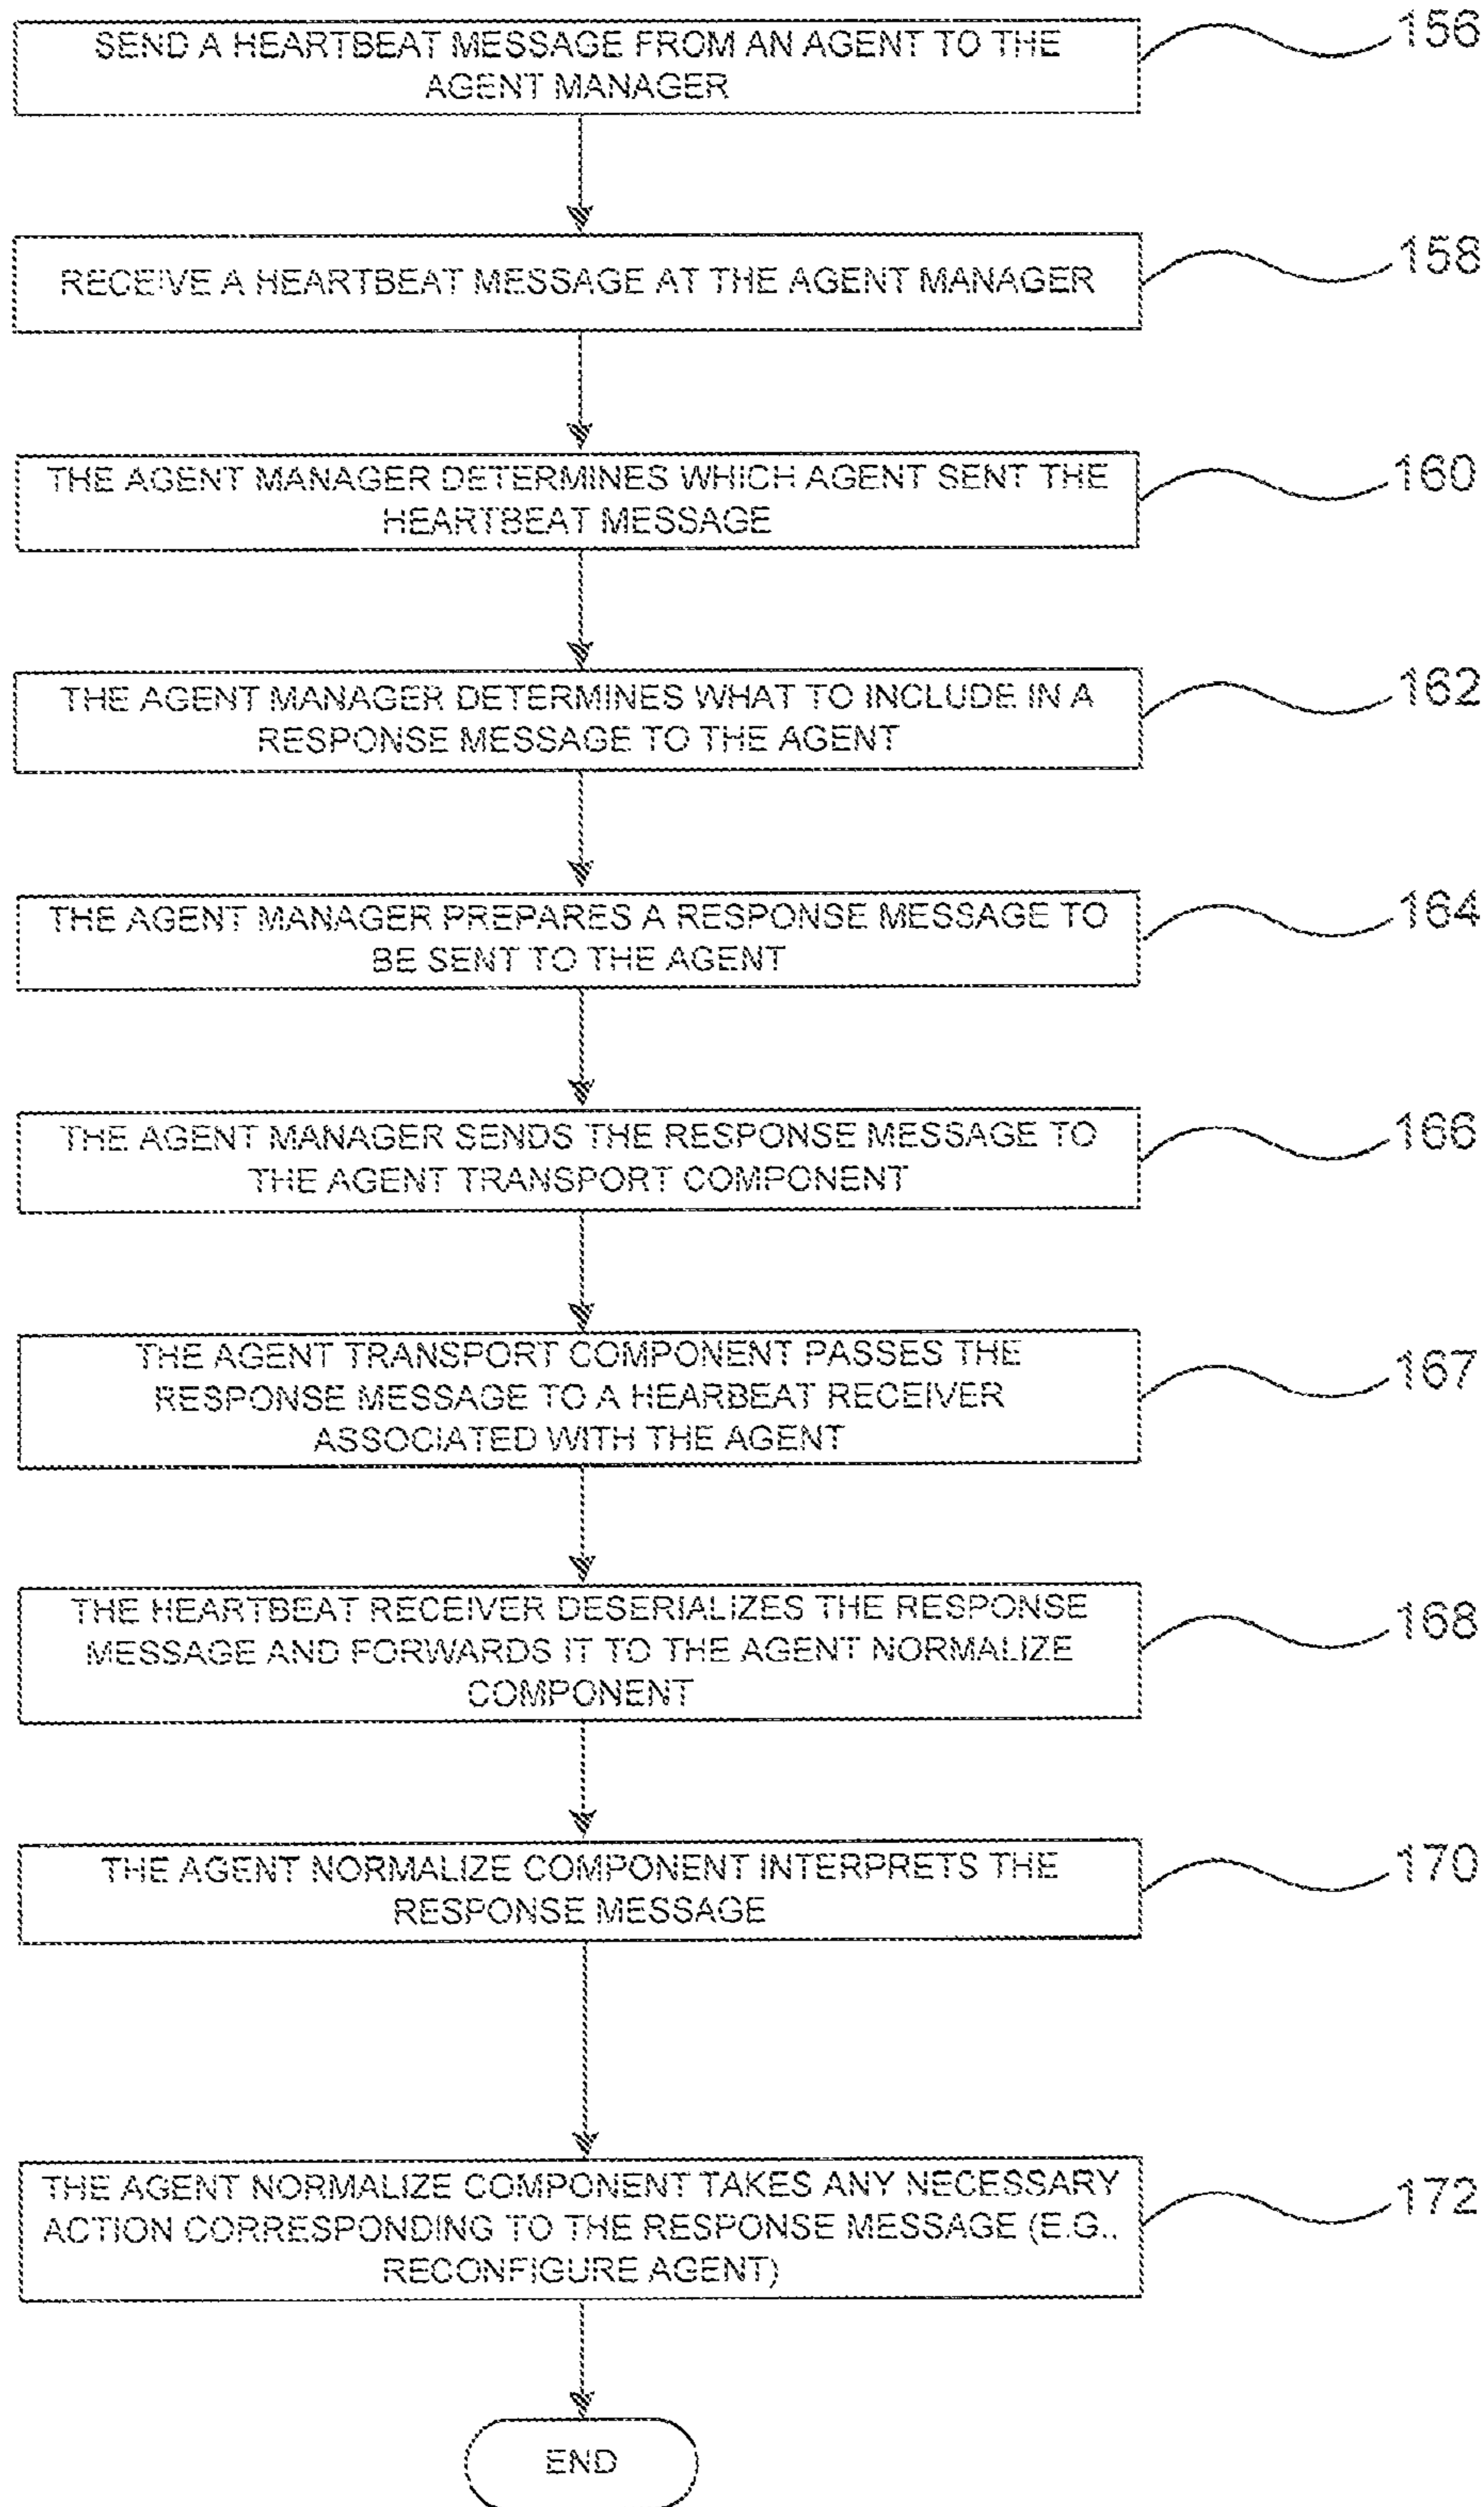 SEND A HEARTBEAT MESSAGE FROM AN AGENT TO THE
AGENT MANAGER
156
RECEIVE A HEARTBEAT MESSAGE AT THE AGENT MANAGER
158
THE AGENT MANAGER DETERMINES WHICH AGENT SENT THE
HEARTBEAT MESSAGE
160
THE AGENT MANAGER DETERMINES WHAT TO INCLUDE IN A
RESPONSE MESSAGE TO THE AGENT
162
THE AGENT MANAGER PREPARES A RESPONSE MESSAGE TO
BE SENT TO THE AGENT
164
THE AGENT MANAGER SENDS THE RESPONSE MESSAGE TO
THE AGENT TRANSPORT COMPONENT
166
THE AGENT TRANSPORT COMPONENT PASSES THE
RESPONSE MESSAGE TO A HEARBEAT RECEIVER
ASSOCIATED WITH THE AGENT
167
THE HEARTBEAT RECEIVER DESERIALIZES THE RESPONSE
MESSAGE AND FORWARDS IT TO THE AGENT NORMALIZE
COMPONENT
168
THE AGENT NORMALIZE COMPONENT INTERPRETS THE
RESPONSE MESSAGE
170
THE AGENT NORMALIZE COMPONENT TAKES ANY NECESSARY
ACTION CORRESPONDING TO THE RESPONSE MESSAGE (E.G.,
RECONFIGURE AGENT)
172
END